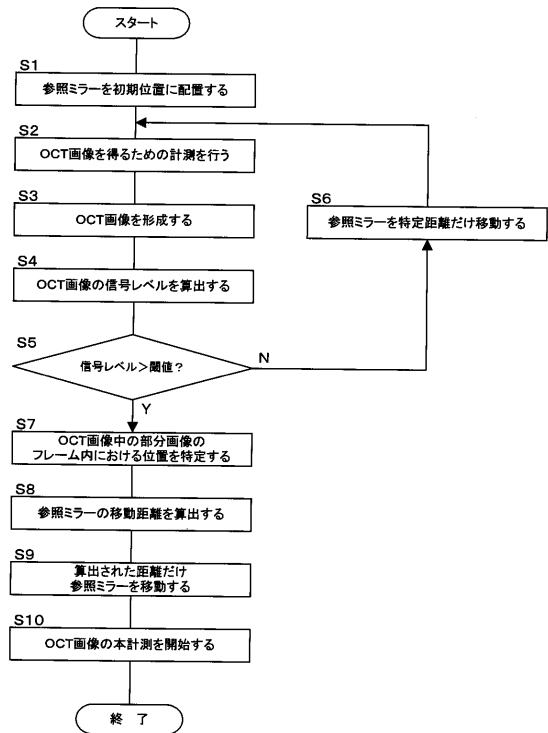 スタート
S1
参照ミラーを初期位置に配置する
S2
OCT画像を得るための計測を行う
S3
OCT画像を形成する
S6
参照ミラーを特定距離だけ移動する
S4
OCT画像の信号レベルを算出する
S5
信号レベル>閾値?
N
Y
S7
OCT画像中の部分画像の
フレーム内における位置を特定する
S8
参照ミラーの移動距離を算出する
S9
算出された距離だけ
参照ミラーを移動する
S10
OCT画像の本計測を開始する
終 了